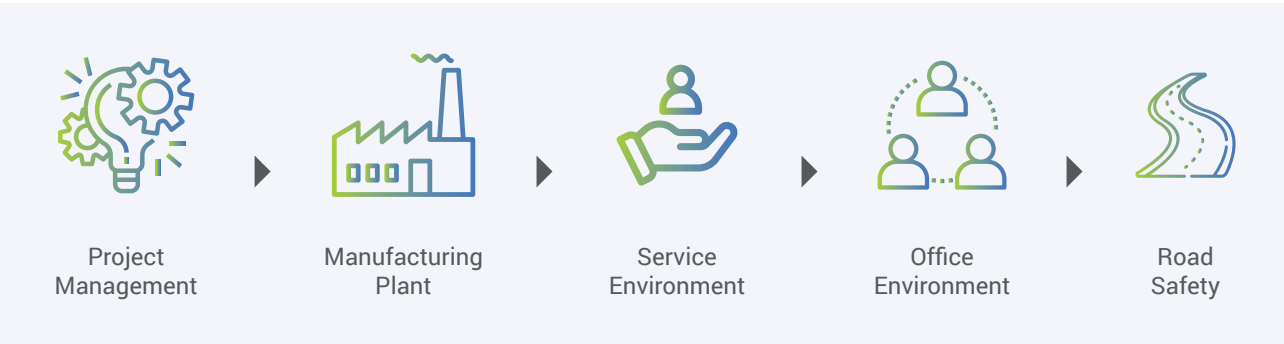 Project
Management
Manufacturing
Plant
Service
Environment
Office
Environment
Road
Safety